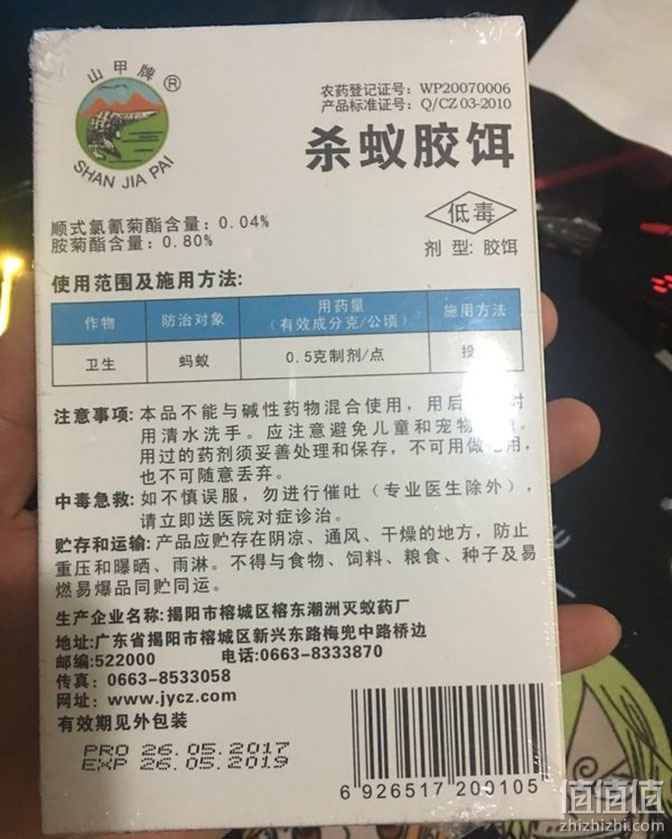 山甲牌®
SHAN JIA PAI
农药登记证号：WP20070006
产品标准证号：Q/CZ 03-2010
杀蚁胶饵
低毒
剂 型: 胶饵
顺式氯氰菊酯含量：0.04%
胺菊酯含量：0.80%
使用范围及施用方法:
作物 防治对象 用药量（有效成分克/公顷） 施用方法
卫生 蚂蚁 0.5克制剂/点 投
注意事项: 本品不能与碱性药物混合使用，用后 时
用清水洗手。应注意避免儿童和宠物 。
用过的药剂须妥善处理和保存，不可用做 用，
也不可随意丢弃。
中毒急救: 如不慎误服，勿进行催吐（专业医生除外），
请立即送医院对症诊治。
贮存和运输: 产品应贮存在阴凉、通风、干燥的地方，防止
重压和曝晒、雨淋。不得与食物、饲料、粮食、种子及易
燃易爆品同贮同运。
生产企业名称: 揭阳市榕城区榕东潮洲灭蚁药厂
地址:广东省揭阳市榕城区新兴东路梅兜中路桥边
邮编:522000 电话:0663-8333870
传真：0663-8533058
网址：www.jycz.com
有效期见外包装
PRO 26.05.2017
EXP 26.05.2019
6 926517 200105
值值值
zhizhizhi.com